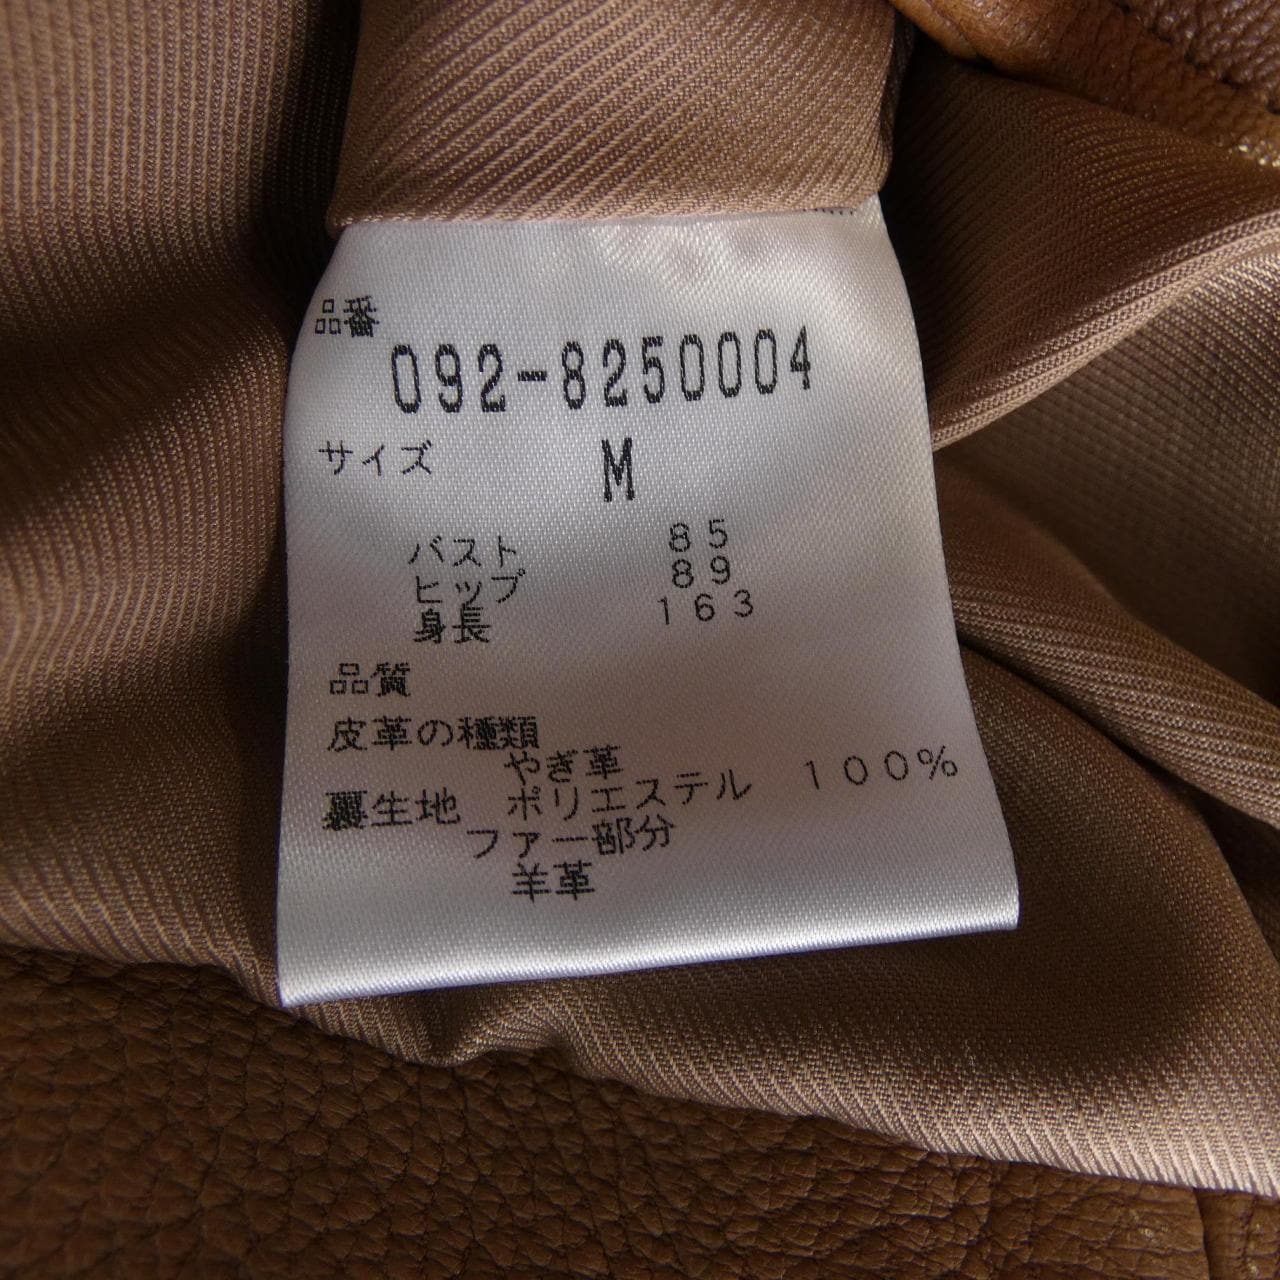 品番
092-8250004
サイズ M
バスト 85
ヒップ 89
身長 163
品質
皮革の種類
やぎ革
裏生地 ポリエステル 100%
ファー部分
羊革